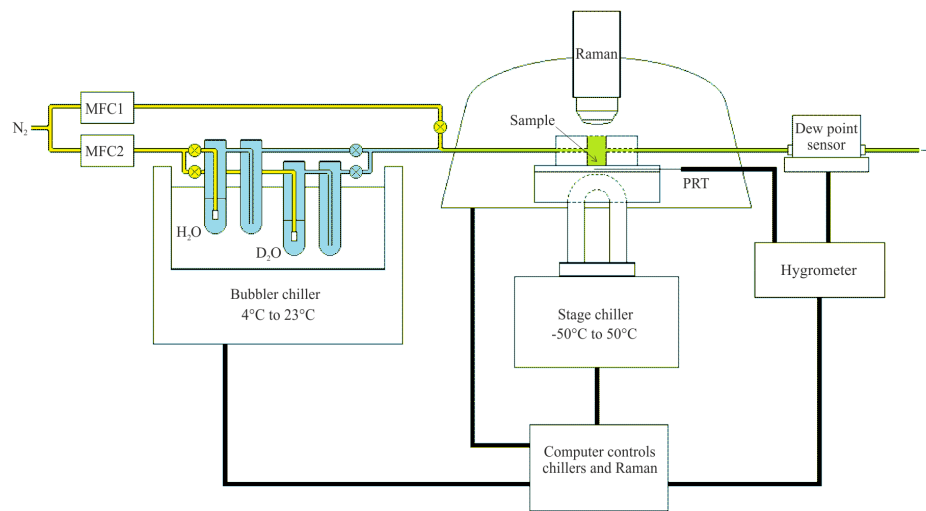 Raman
MFC1
N₂
MFC2
Sample
Dew point
sensor
PRT
H₂O
D₂O
Hygrometer
Bubbler chiller
4°C to 23°C
Stage chiller
-50°C to 50°C
Computer controls
chillers and Raman